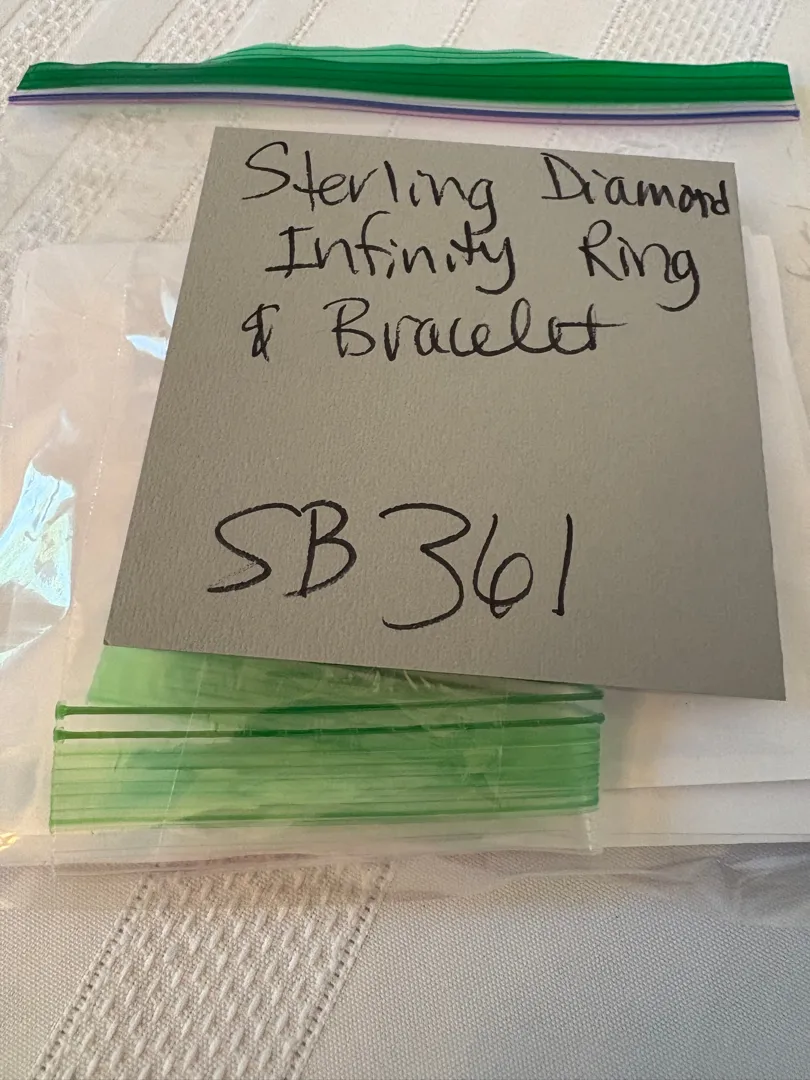 Sterling Diamond
Infinity Ring
& Bracelet
SB361